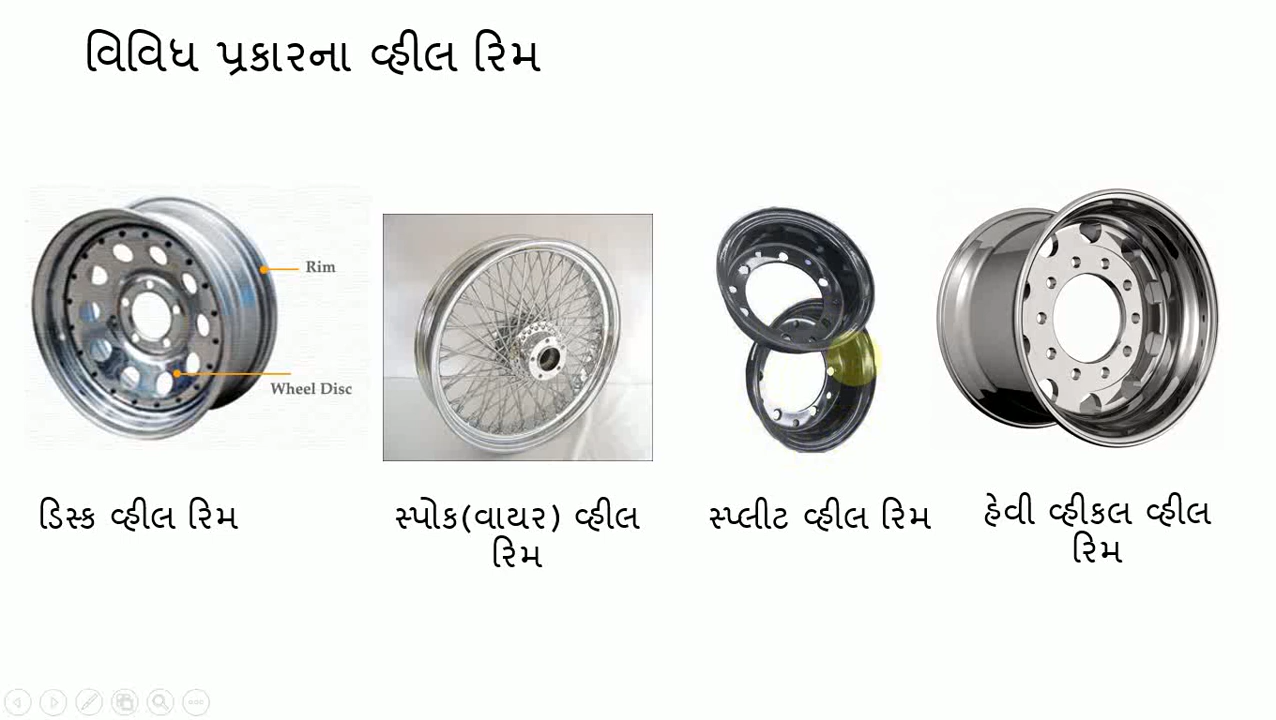 વિવિધ પ્રકારના વ્હીલ રિમ
Rim
Wheel Disc
ડિસ્ક વ્હીલ રિમ
સ્પોક(વાયર) વ્હીલ
રિમ
સ્પ્લીટ વ્હીલ રિમ
હેવી વ્હીકલ વ્હીલ
રિમ